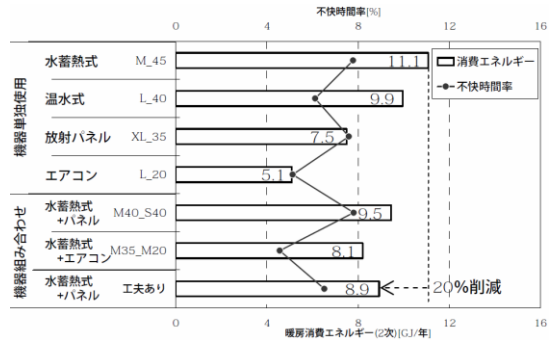 不快時間率[%]
0 4 8 12 16
機器単独使用
水蓄熱式 M_45 11.1
温水式 L_40 9.9
放射パネル XL_35 7.5
エアコン L_20 5.1
機器組み合わせ
水蓄熱式
+パネル M40_S40 9.5
水蓄熱式
+エアコン M35_M20 8.1
水蓄熱式
+パネル 工夫あり 8.9
消費エネルギー
不快時間率
20%削減
0 4 8 12 16
暖房消費エネルギー(2次)[GJ/年]